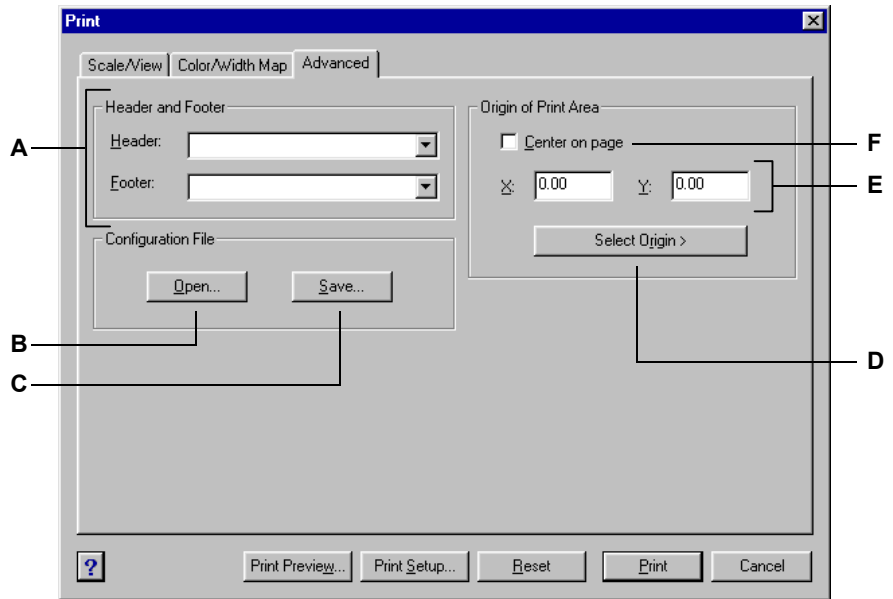 Print
Scale/View Color/Width Map Advanced
Header and Footer
Header:
Footer:
Configuration File
Open... Save...
Origin of Print Area
Center on page
X: 0.00 Y: 0.00
Select Origin >
? Print Preview... Print Setup... Reset Print Cancel
A
B
C
F
E
D